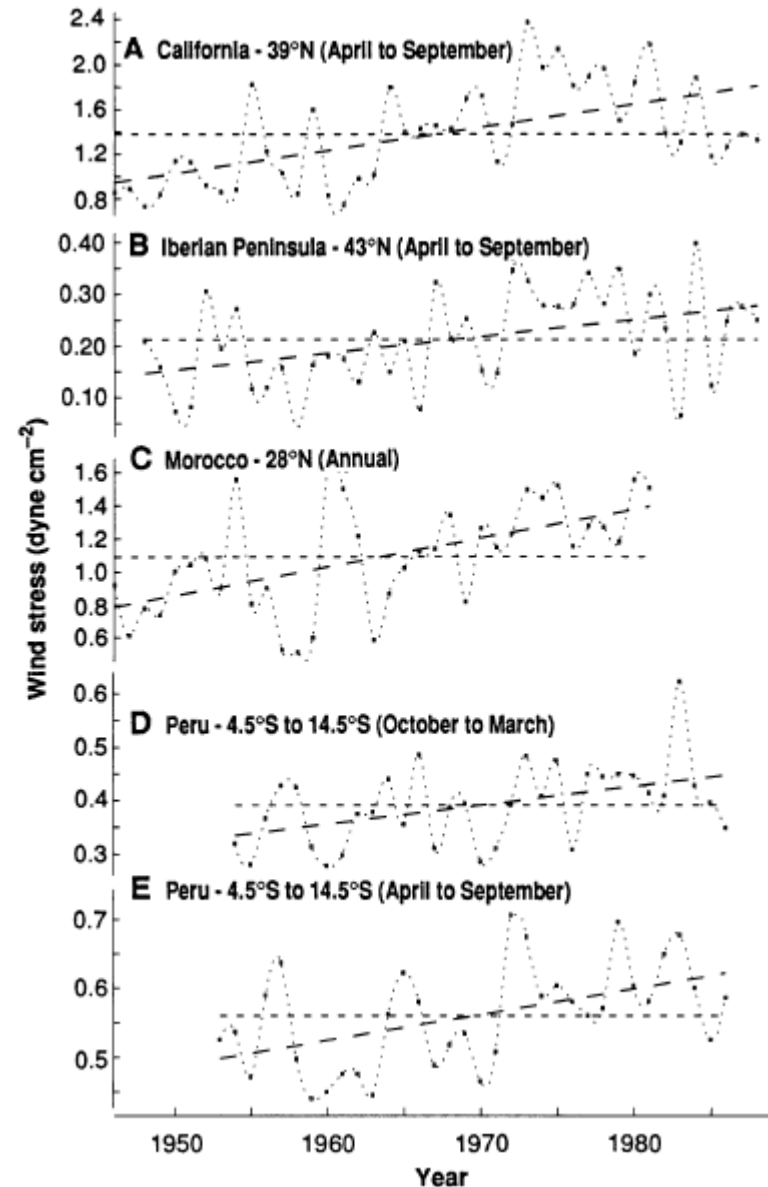 2.4
A California - 39°N (April to September)
2.0
1.6
1.2
0.8
B Iberian Peninsula - 43°N (April to September)
0.40
0.30
0.20
0.10
C Morocco - 28°N (Annual)
1.6
1.4
1.2
1.0
0.8
0.6
Wind stress (dyne cm⁻²)
0.6
D Peru - 4.5°S to 14.5°S (October to March)
0.5
0.4
0.3
E Peru - 4.5°S to 14.5°S (April to September)
0.7
0.6
0.5
1950 1960 1970 1980
Year